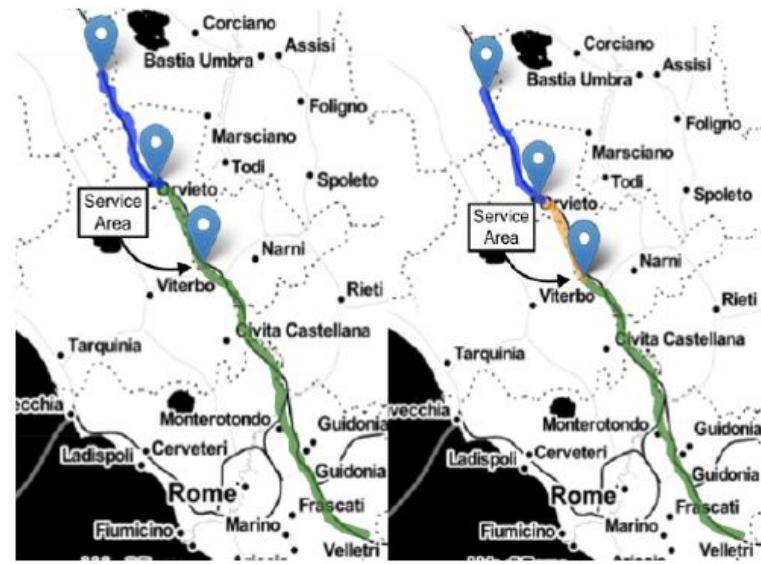 Corciano
Assisi
Bastia Umbra
Foligno
Marsciano
Todi
Orvieto
Spoleto
Service
Area
Narni
Viterbo
Rieti
Civita Castellana
Tarquinia
vecchia
Monterotondo
Guidonia
Cerveteri
Ladispoli
Guidonia
Rome
Frascati
Marino
Fiumicino
Velletri
Corciano
Assisi
Bastia Umbra
Foligno
Marsciano
Todi
Orvieto
Spoleto
Service
Area
Narni
Viterbo
Rieti
Civita Castellana
Tarquinia
vecchia
Monterotondo
Guidonia
Cerveteri
Ladispoli
Guidonia
Rome
Frascati
Marino
Fiumicino
Velletri